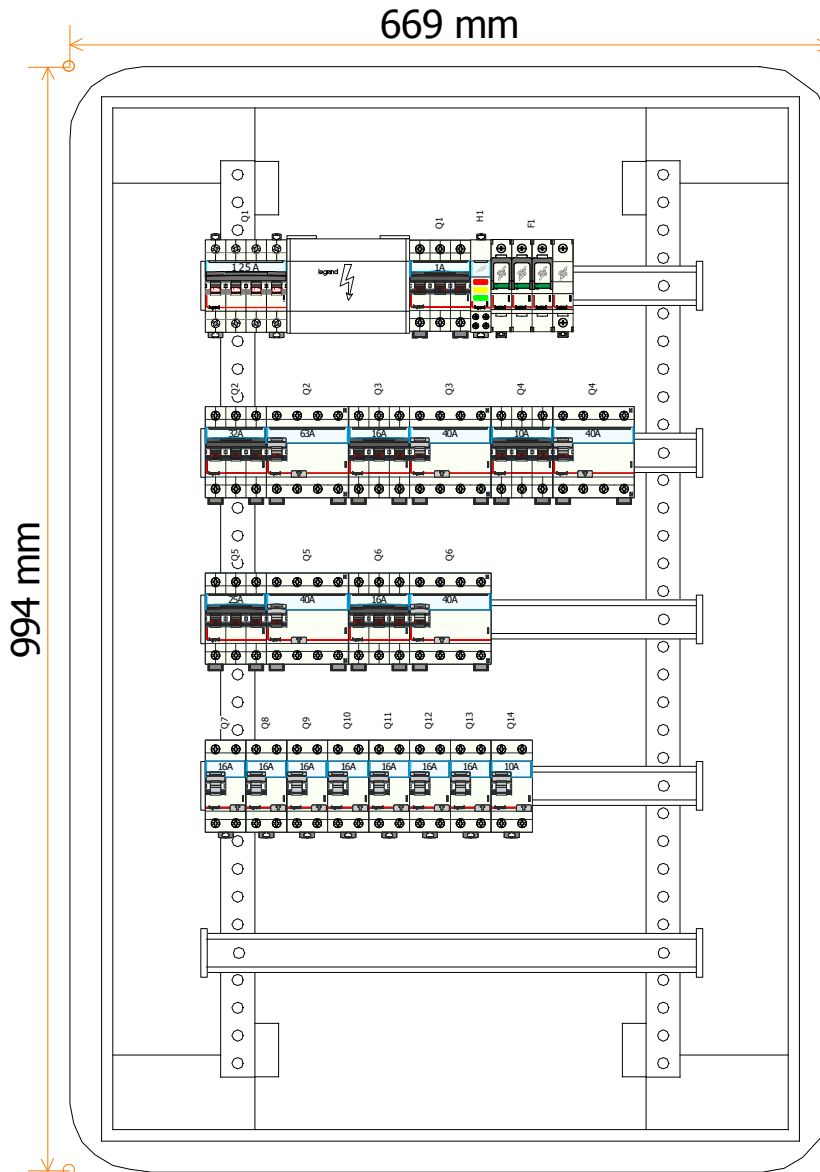 669 mm
994 mm
Q1 Q1 H1 F1
125A 1A
legrand
Q2 Q2 Q3 Q3 Q4 Q4
32A 63A 16A 40A 10A 40A
Q5 Q5 Q6 Q6
25A 40A 16A 40A
Q7 Q8 Q9 Q10 Q11 Q12 Q13 Q14
16A 16A 16A 16A 16A 16A 16A 10A